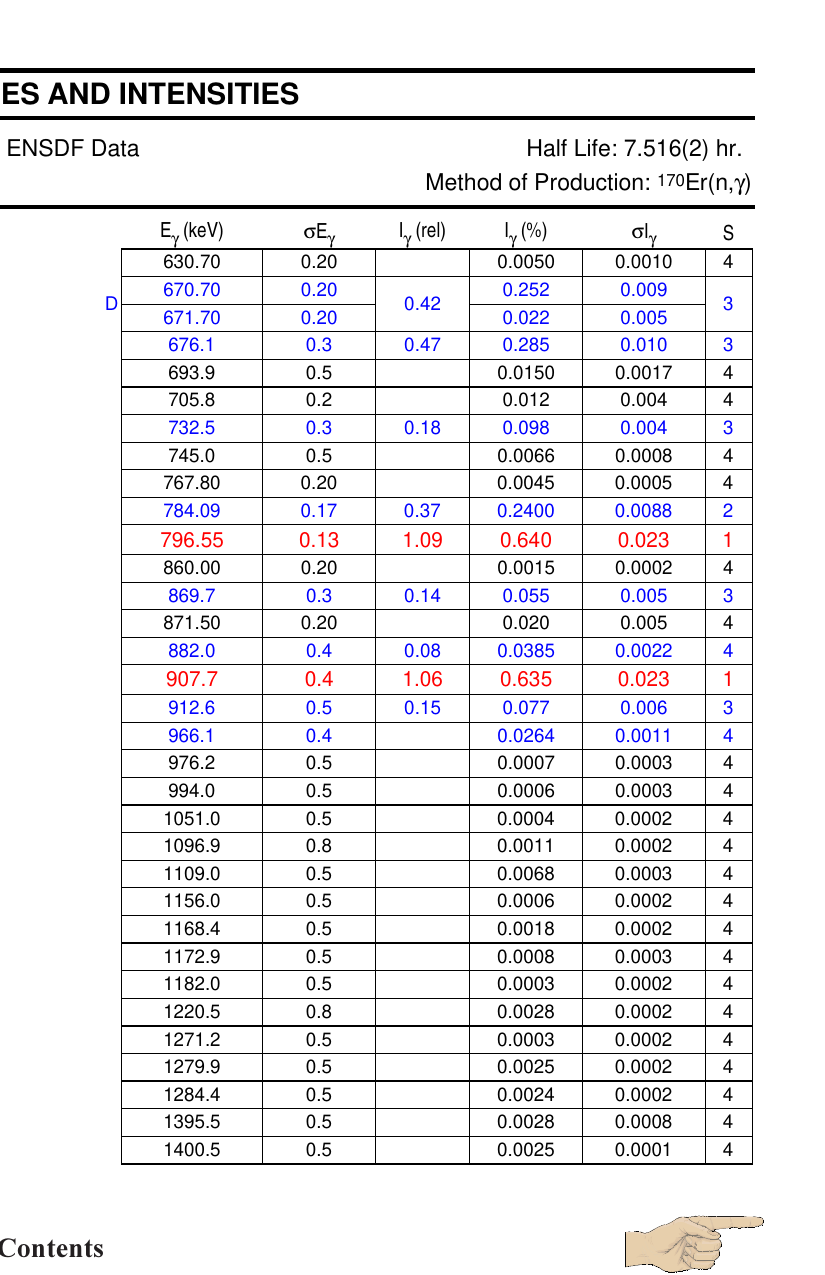 ES AND INTENSITIES
ENSDF Data Half Life: 7.516(2) hr.
Method of Production: 170Er(n,γ)
Eγ (keV) σEγ Iγ (rel) Iγ (%) σIγ S
630.70 0.20 0.0050 0.0010 4
D 670.70 0.20 0.42 0.252 0.009 3
671.70 0.20 0.022 0.005
676.1 0.3 0.47 0.285 0.010 3
693.9 0.5 0.0150 0.0017 4
705.8 0.2 0.012 0.004 4
732.5 0.3 0.18 0.098 0.004 3
745.0 0.5 0.0066 0.0008 4
767.80 0.20 0.0045 0.0005 4
784.09 0.17 0.37 0.2400 0.0088 2
796.55 0.13 1.09 0.640 0.023 1
860.00 0.20 0.0015 0.0002 4
869.7 0.3 0.14 0.055 0.005 3
871.50 0.20 0.020 0.005 4
882.0 0.4 0.08 0.0385 0.0022 4
907.7 0.4 1.06 0.635 0.023 1
912.6 0.5 0.15 0.077 0.006 3
966.1 0.4 0.0264 0.0011 4
976.2 0.5 0.0007 0.0003 4
994.0 0.5 0.0006 0.0003 4
1051.0 0.5 0.0004 0.0002 4
1096.9 0.8 0.0011 0.0002 4
1109.0 0.5 0.0068 0.0003 4
1156.0 0.5 0.0006 0.0002 4
1168.4 0.5 0.0018 0.0002 4
1172.9 0.5 0.0008 0.0003 4
1182.0 0.5 0.0003 0.0002 4
1220.5 0.8 0.0028 0.0002 4
1271.2 0.5 0.0003 0.0002 4
1279.9 0.5 0.0025 0.0002 4
1284.4 0.5 0.0024 0.0002 4
1395.5 0.5 0.0028 0.0008 4
1400.5 0.5 0.0025 0.0001 4
Contents